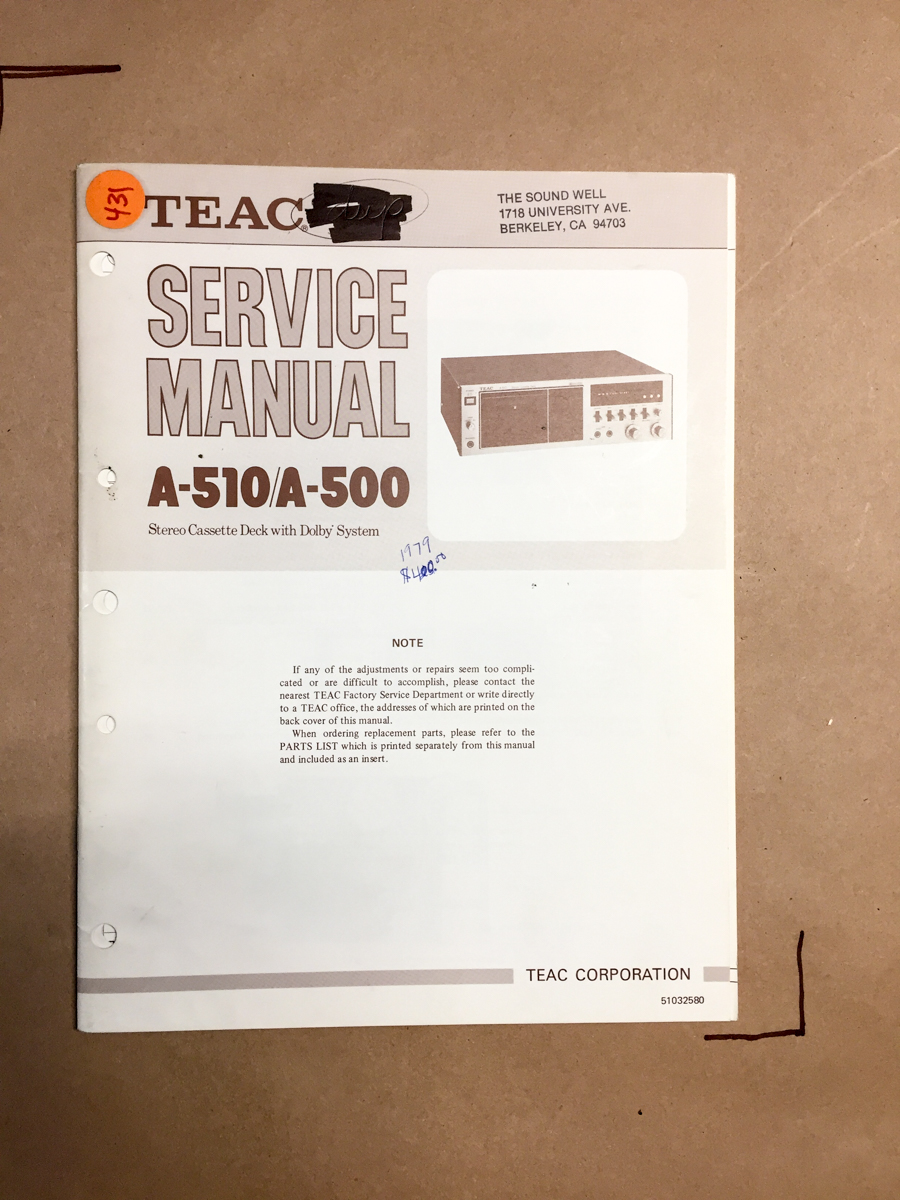 431
TEAC®
THE SOUND WELL
1718 UNIVERSITY AVE.
BERKELEY, CA 94703
SERVICE
MANUAL
TEAC
A-510/A-500
Stereo Cassette Deck with Dolby* System
1979
$400.00
NOTE
If any of the adjustments or repairs seem too compli-
cated or are difficult to accomplish, please contact the
nearest TEAC Factory Service Department or write directly
to a TEAC office, the addresses of which are printed on the
back cover of this manual.
When ordering replacement parts, please refer to the
PARTS LIST which is printed separately from this manual
and included as an insert.
TEAC CORPORATION
51032580